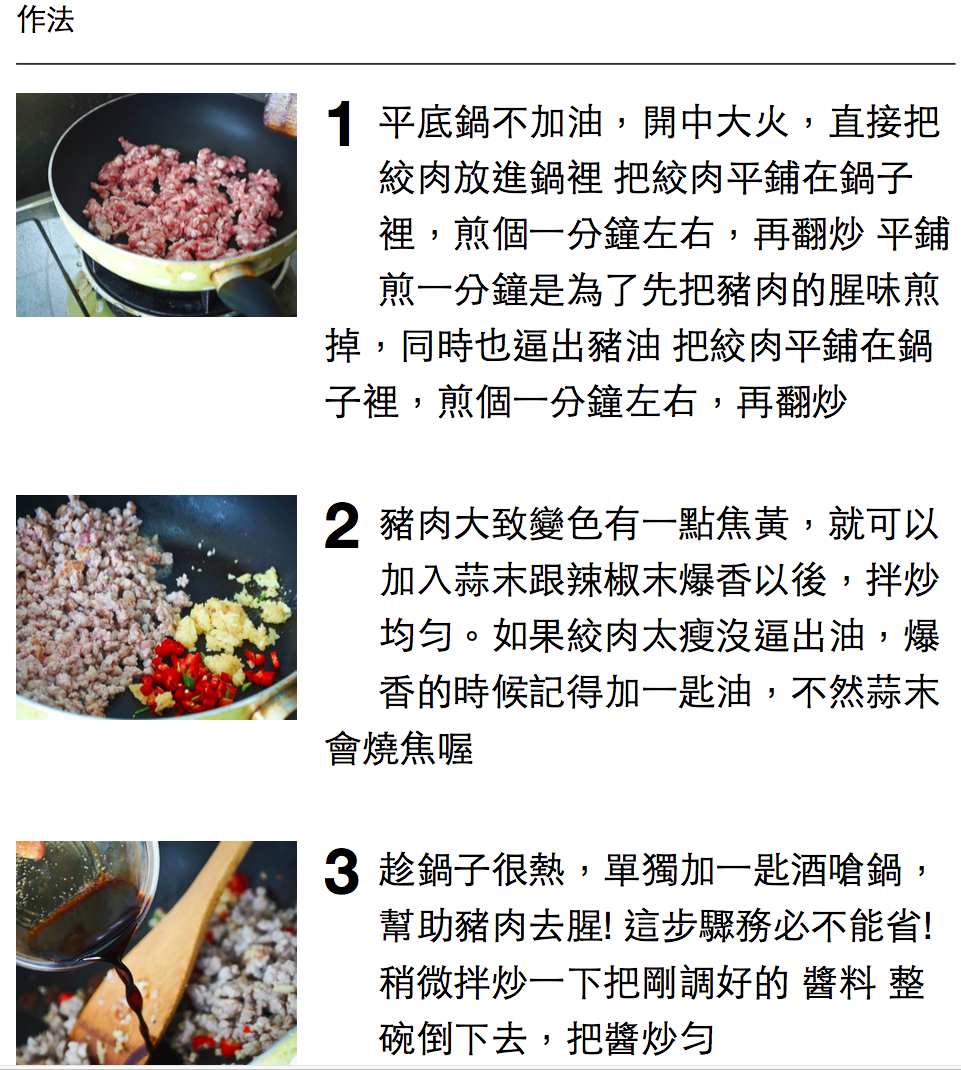 作法
1 平底鍋不加油，開中大火，直接把
絞肉放進鍋裡 把絞肉平鋪在鍋子
裡，煎個一分鐘左右，再翻炒 平鋪
煎一分鐘是為了先把豬肉的腥味煎
掉，同時也逼出豬油 把絞肉平鋪在鍋
子裡，煎個一分鐘左右，再翻炒
2 豬肉大致變色有一點焦黃，就可以
加入蒜末跟辣椒末爆香以後，拌炒
均勻。如果絞肉太瘦沒逼出油，爆
香的時候記得加一匙油，不然蒜末
會燒焦喔
3 趁鍋子很熱，單獨加一匙酒嗆鍋，
幫助豬肉去腥! 這步驟務必不能省!
稍微拌炒一下把剛調好的 醬料 整
碗倒下去，把醬炒勻